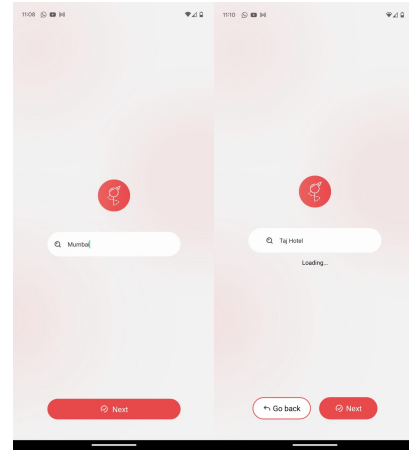 11:08
Mumbai
Next
11:10
Taj Hotel
Loading...
Go back
Next